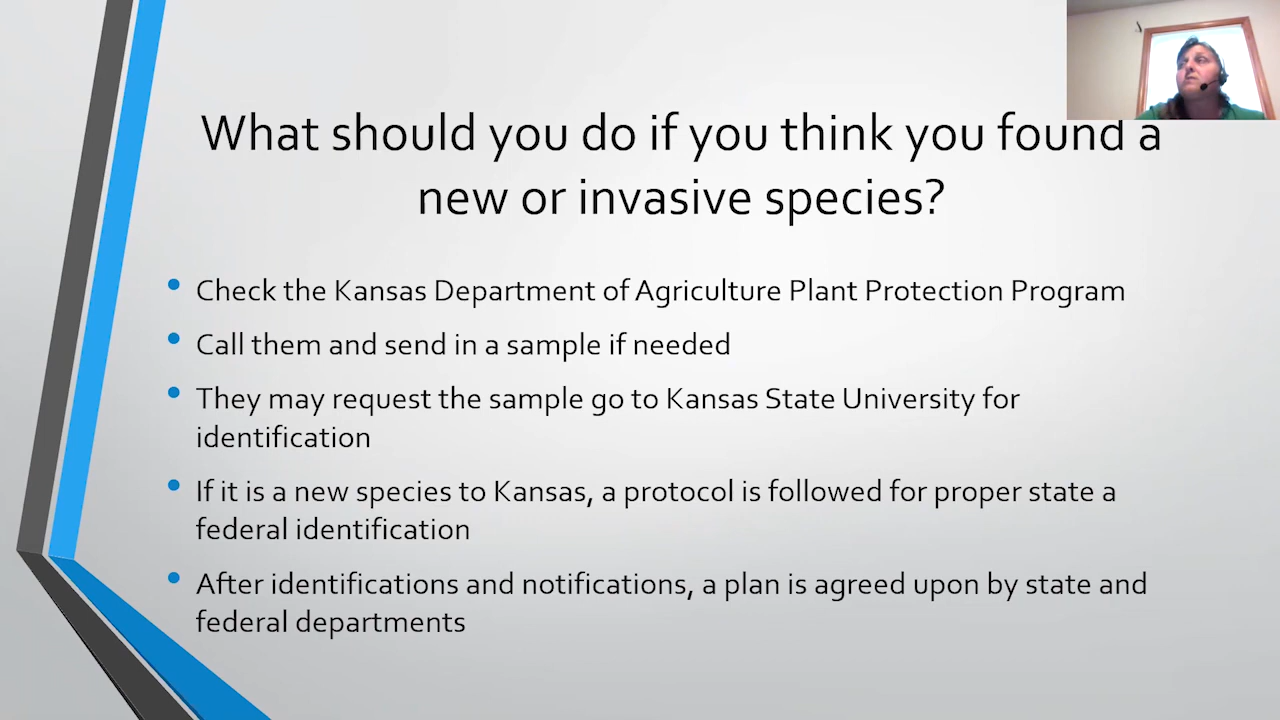 What should you do if you think you found a
new or invasive species?
• Check the Kansas Department of Agriculture Plant Protection Program
• Call them and send in a sample if needed
• They may request the sample go to Kansas State University for
identification
• If it is a new species to Kansas, a protocol is followed for proper state a
federal identification
• After identifications and notifications, a plan is agreed upon by state and
federal departments